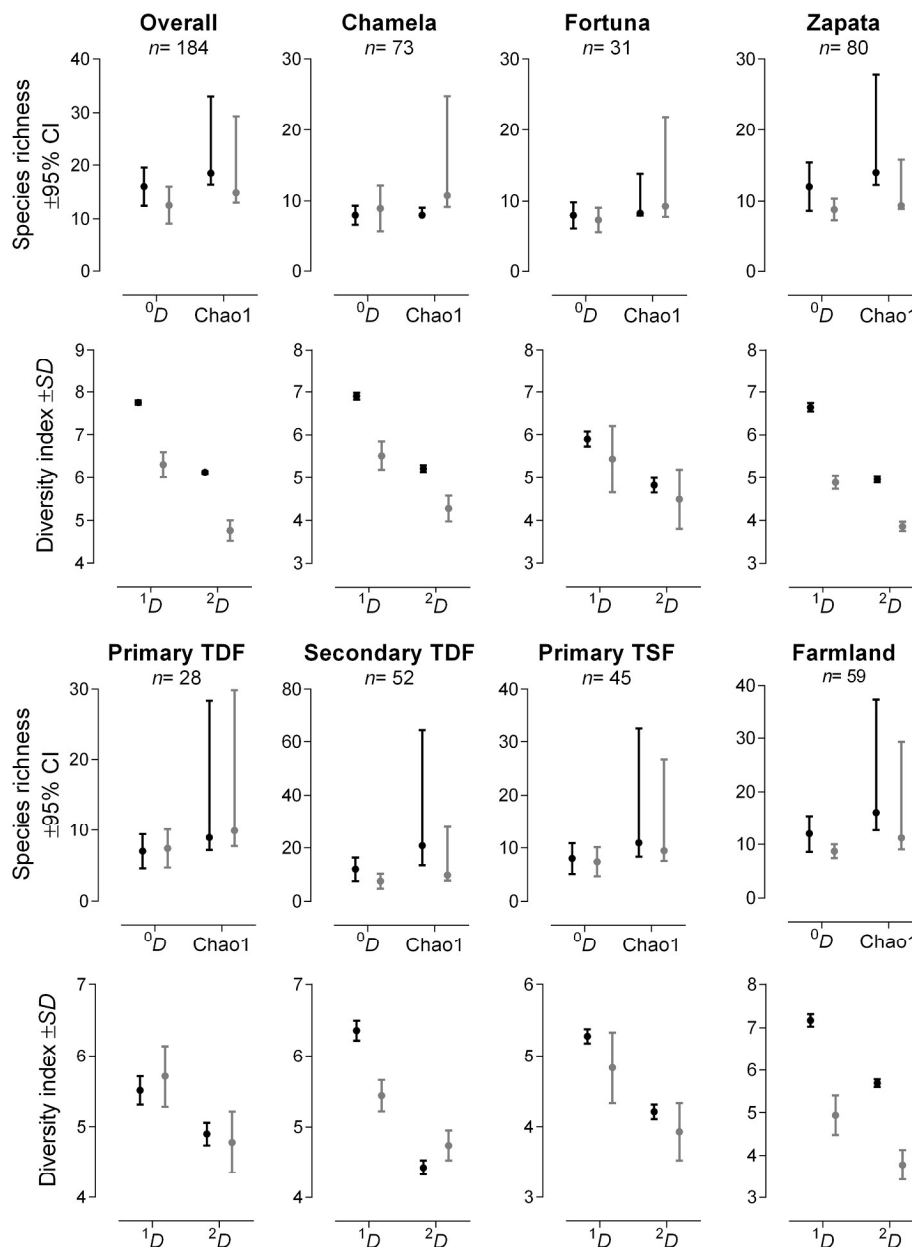 Overall Chamela Fortuna Zapata
n= 184 n= 73 n= 31 n= 80
Species richness
±95% CI
40 30 30 30
30 20 20 20
20 10 10 10
10
0 0 0 0
⁰D Chao1 ⁰D Chao1 ⁰D Chao1 ⁰D Chao1
Diversity index ±SD
9 8 8 8
8 7 7 7
7 6 6 6
6 5 5 5
5 4 4 4
4 3 3 3
¹D ²D ¹D ²D ¹D ²D ¹D ²D
Primary TDF Secondary TDF Primary TSF Farmland
n= 28 n= 52 n= 45 n= 59
Species richness
±95% CI
30 80 40 40
20 60 30 30
10 40 20 20
0 20 10 10
0 0 0
⁰D Chao1 ⁰D Chao1 ⁰D Chao1 ⁰D Chao1
Diversity index ±SD
7 7 6 8
6 6 5 7
5 5 4 6
4 4 3 5
4
3
¹D ²D ¹D ²D ¹D ²D ¹D ²D